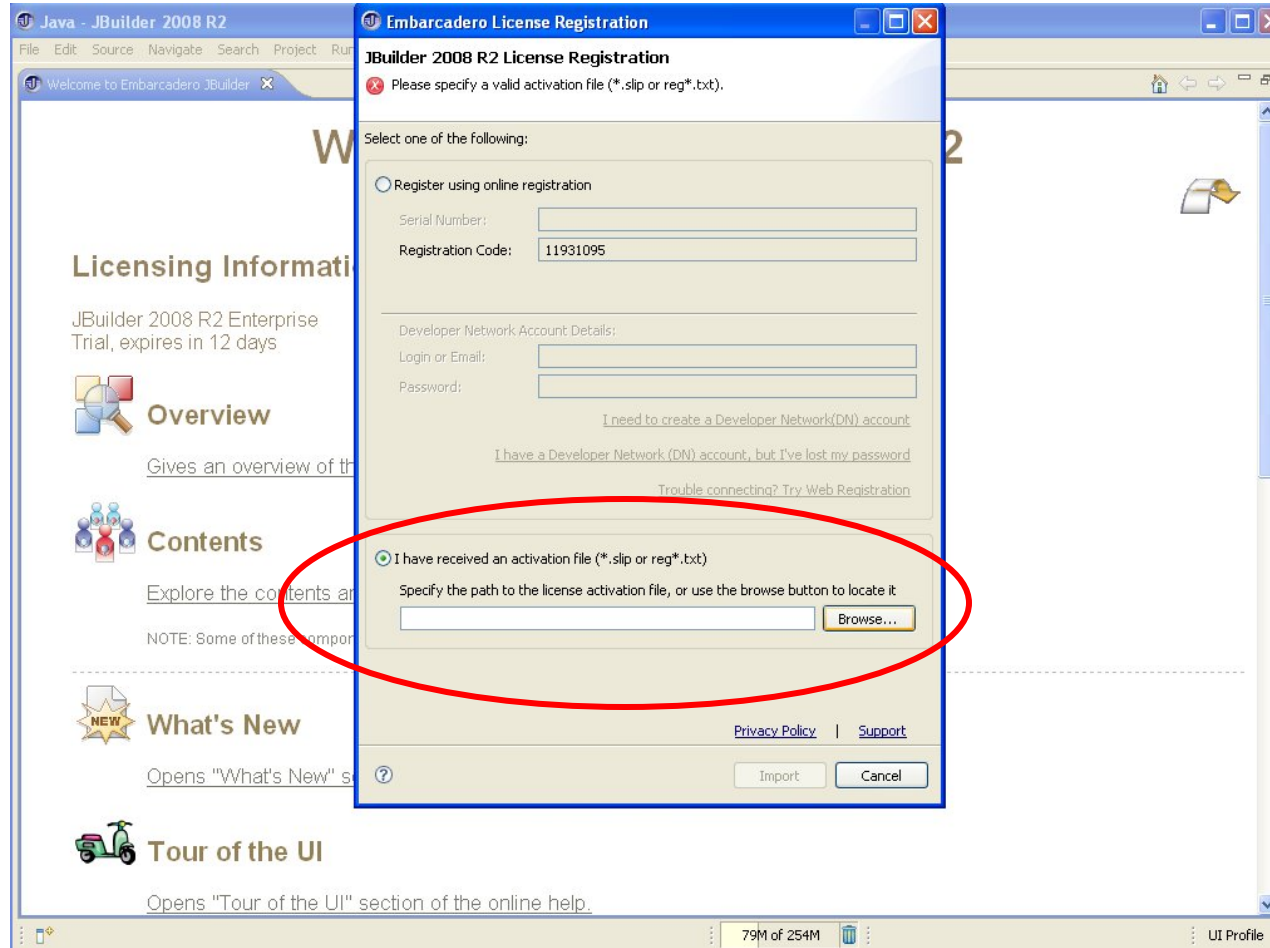 Java - JBuilder 2008 R2
File Edit Source Navigate Search Project Run
Welcome to Embarcadero JBuilder
W
2
Licensing Informati
JBuilder 2008 R2 Enterprise
Trial, expires in 12 days
Overview
Gives an overview of th
Contents
Explore the contents an
NOTE: Some of these compon
NEW
What's New
Opens "What's New" se
Tour of the UI
Opens "Tour of the UI" section of the online help.
79M of 254M
UI Profile
Embarcadero License Registration
JBuilder 2008 R2 License Registration
Please specify a valid activation file (*.slip or reg*.txt).
Select one of the following:
Register using online registration
Serial Number:
Registration Code: 11931095
Developer Network Account Details:
Login or Email:
Password:
I need to create a Developer Network(DN) account
I have a Developer Network (DN) account, but I've lost my password
Trouble connecting? Try Web Registration
I have received an activation file (*.slip or reg*.txt)
Specify the path to the license activation file, or use the browse button to locate it
Browse...
Privacy Policy | Support
Import Cancel